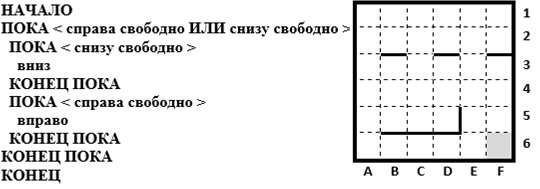 НАЧАЛО
ПОКА < справа свободно ИЛИ снизу свободно >
ПОКА < снизу свободно >
вниз
КОНЕЦ ПОКА
ПОКА < справа свободно >
вправо
КОНЕЦ ПОКА
КОНЕЦ ПОКА
КОНЕЦ
1
2
3
4
5
6
A B C D E F